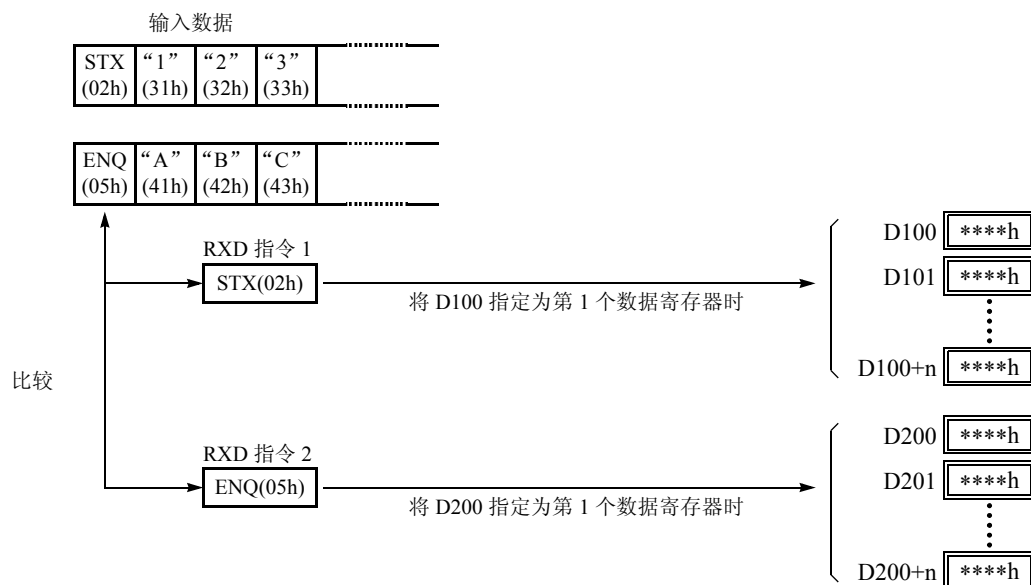 输入数据
STX “1” “2” “3”
(02h) (31h) (32h) (33h)
ENQ “A” “B” “C”
(05h) (41h) (42h) (43h)
RXD 指令 1
STX(02h)
将 D100 指定为第 1 个数据寄存器时
D100 ****h
D101 ****h
D100+n ****h
比较
RXD 指令 2
ENQ(05h)
将 D200 指定为第 1 个数据寄存器时
D200 ****h
D201 ****h
D200+n ****h